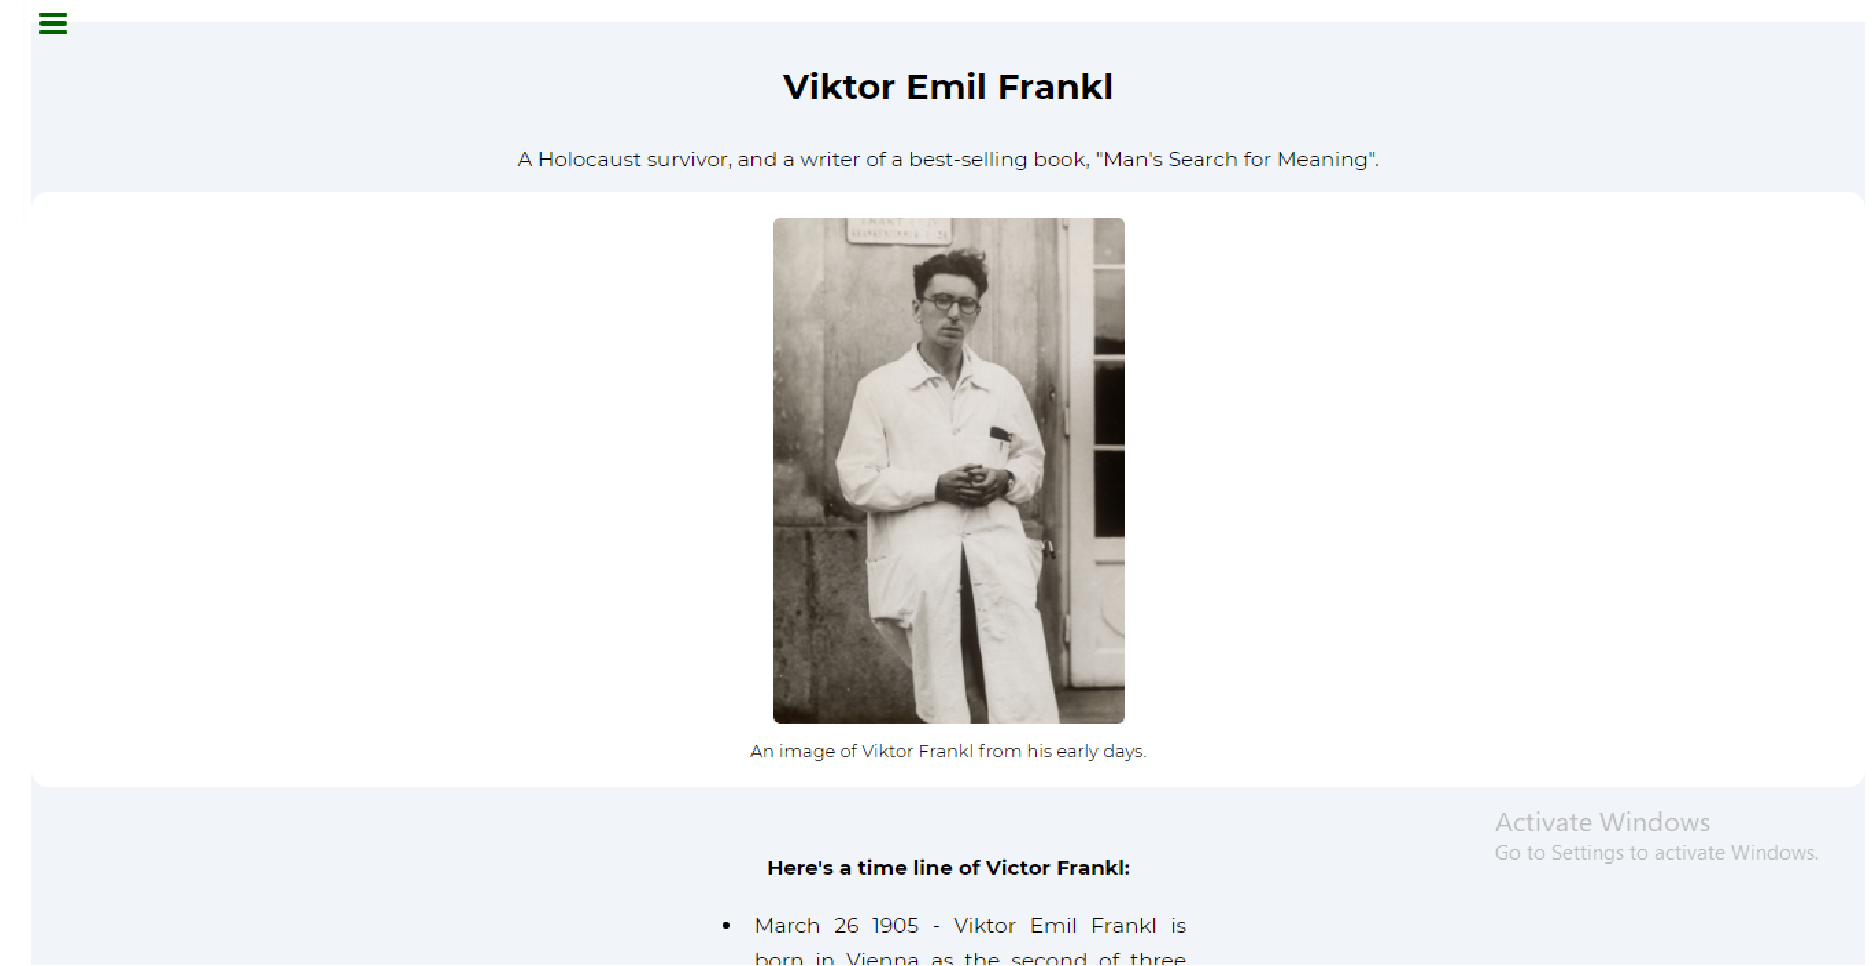 Viktor Emil Frankl
A Holocaust survivor, and a writer of a best-selling book, "Man's Search for Meaning".
An image of Viktor Frankl from his early days.
Activate Windows
Go to Settings to activate Windows.
Here's a time line of Victor Frankl:
• March 26 1905 - Viktor Emil Frankl is
born in Vienna as the second of three